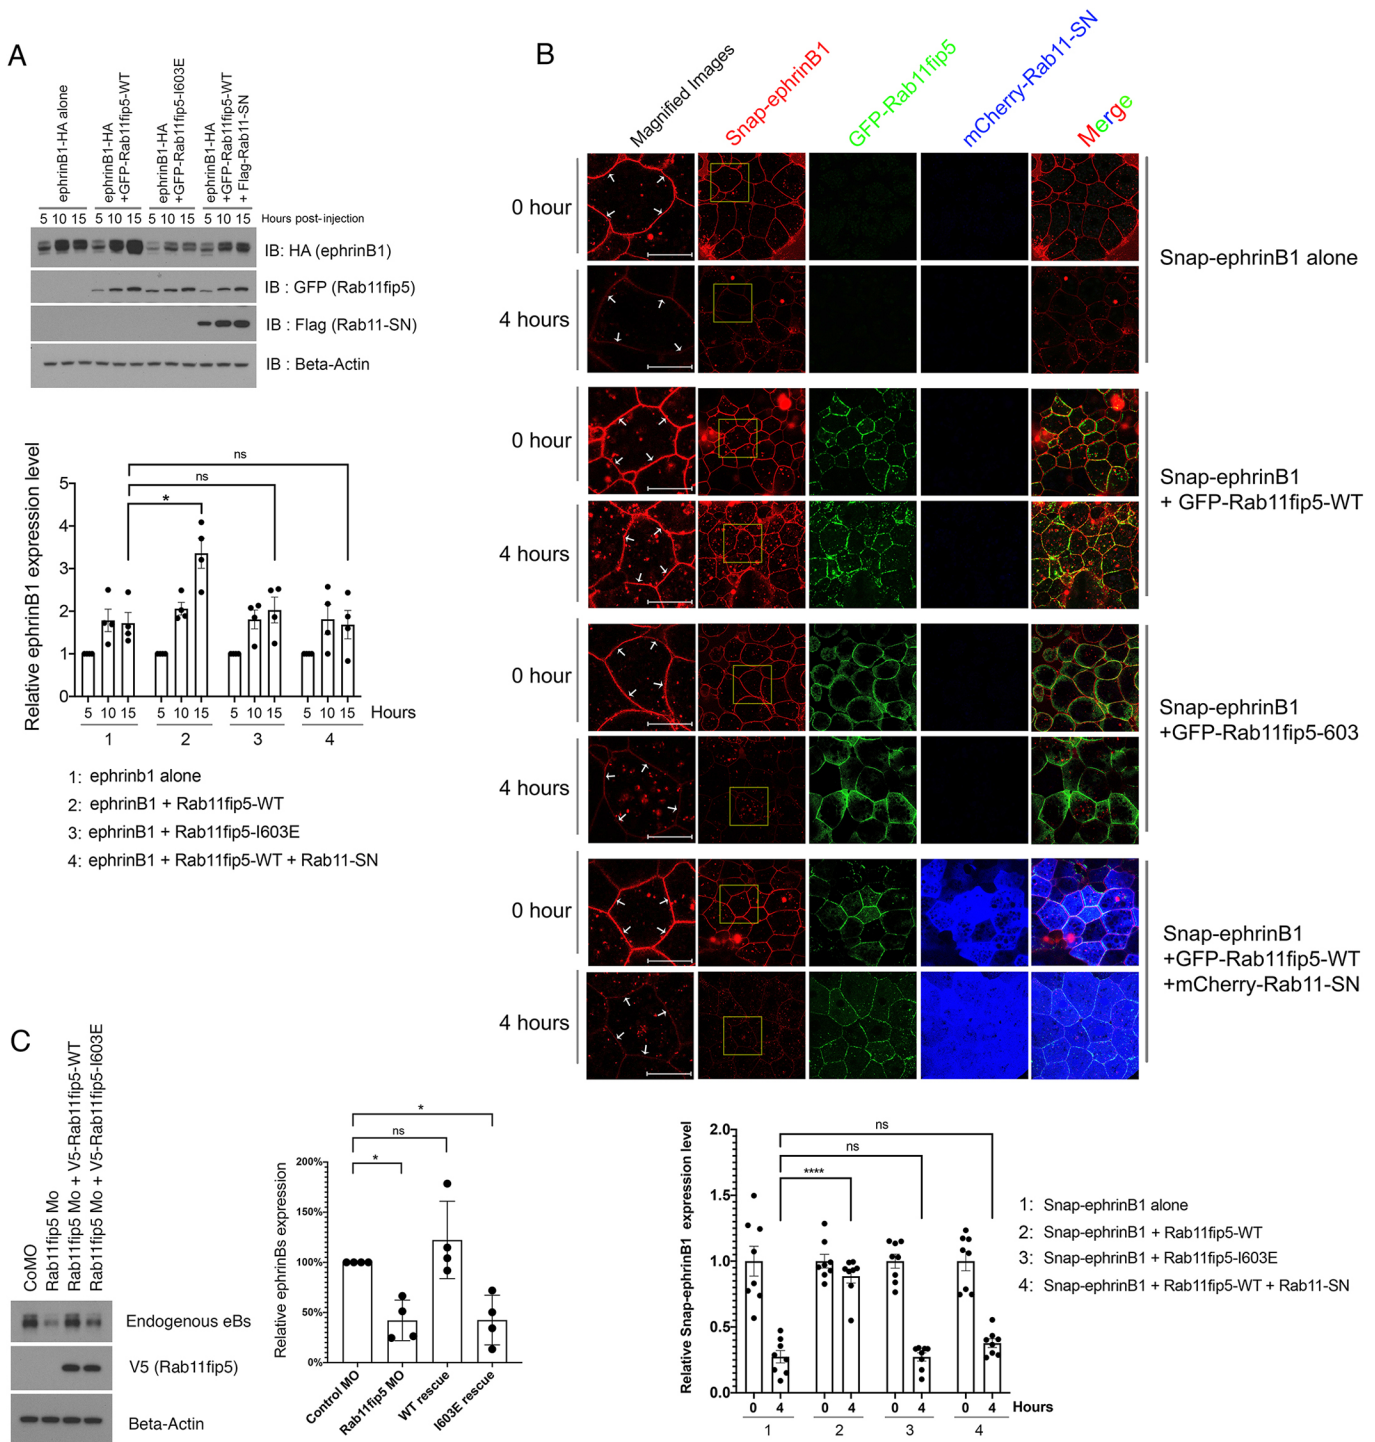 A
ephrinB1-HA alone
ephrinB1-HA
+GFP-Rab11fip5-WT
ephrinB1-HA
+GFP-Rab11fip5-I603E
ephrinB1-HA
+GFP-Rab11fip5-WT
+ Flag-Rab11-SN
5 10 15 5 10 15 5 10 15 5 10 15 Hours post-injection
IB: HA (ephrinB1)
IB : GFP (Rab11fip5)
IB : Flag (Rab11-SN)
IB : Beta-Actin
Relative ephrinB1 expression level
ns
ns
*
5
4
3
2
1
0
5 10 15 5 10 15 5 10 15 5 10 15 Hours
1 2 3 4
1: ephrinb1 alone
2: ephrinB1 + Rab11fip5-WT
3: ephrinB1 + Rab11fip5-I603E
4: ephrinB1 + Rab11fip5-WT + Rab11-SN
B
Magnified Images
Snap-ephrinB1
GFP-Rab11fip5
mCherry-Rab11-SN
Merge
0 hour
4 hours
Snap-ephrinB1 alone
0 hour
4 hours
Snap-ephrinB1
+ GFP-Rab11fip5-WT
0 hour
4 hours
Snap-ephrinB1
+GFP-Rab11fip5-603
0 hour
4 hours
Snap-ephrinB1
+GFP-Rab11fip5-WT
+mCherry-Rab11-SN
Relative Snap-ephrinB1 expression level
ns
ns
****
2.0
1.5
1.0
0.5
0.0
0 4 0 4 0 4 0 4 Hours
1 2 3 4
1: Snap-ephrinB1 alone
2: Snap-ephrinB1 + Rab11fip5-WT
3: Snap-ephrinB1 + Rab11fip5-I603E
4: Snap-ephrinB1 + Rab11fip5-WT + Rab11-SN
C
CoMO
Rab11fip5 Mo
Rab11fip5 Mo + V5-Rab11fip5-WT
Rab11fip5 Mo + V5-Rab11fip5-I603E
Endogenous eBs
V5 (Rab11fip5)
Beta-Actin
Relative ephrinBs expression
*
ns
*
200%
150%
100%
50%
0%
Control MO
Rab11fip5 MO
WT rescue
I603E rescue